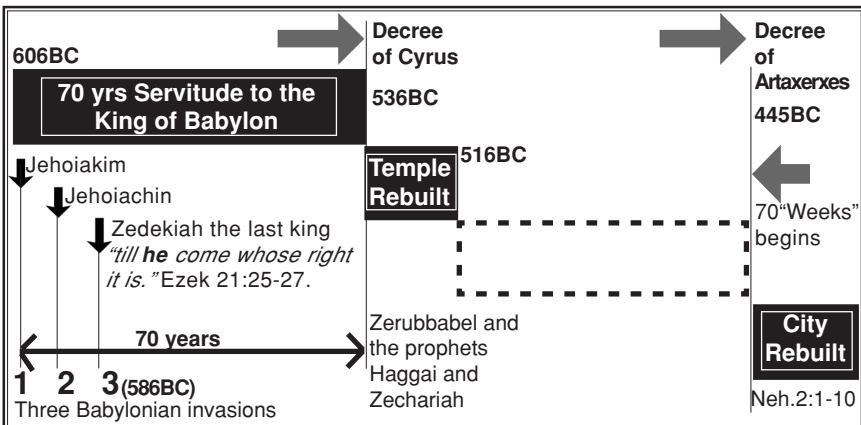 606BC
70 yrs Servitude to the
King of Babylon
Decree
of Cyrus
536BC
Decree
of
Artaxerxes
445BC
Jehoiakim
Jehoiachin
Zedekiah the last king
"till he come whose right
it is." Ezek 21:25-27.
Temple
Rebuilt
516BC
70“Weeks”
begins
70 years
1 2 3(586BC)
Three Babylonian invasions
Zerubbabel and
the prophets
Haggai and
Zechariah
City
Rebuilt
Neh.2:1-10